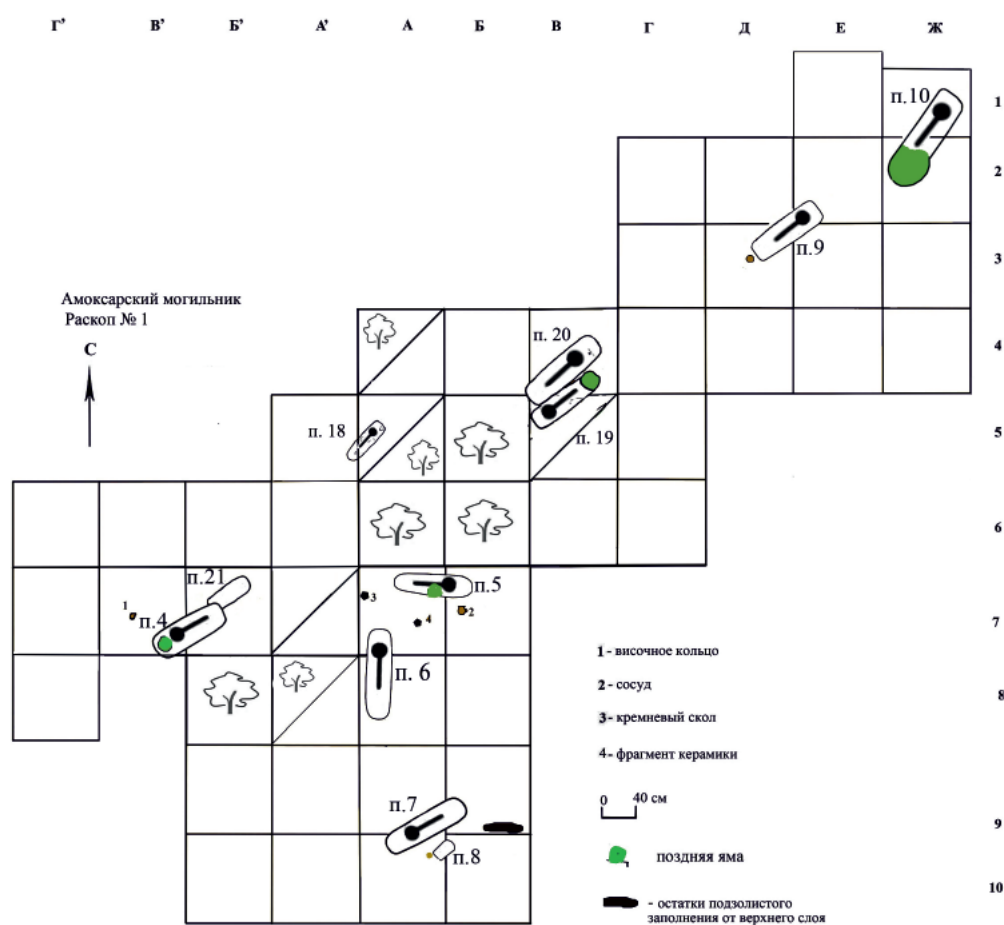 Г' В' Б' А' А Б В Г Д Е Ж
п.10
1
2
п.9
3
Амоксарский могильник
Раскоп № 1
С
п. 20
4
п. 18
п. 19
5
6
п.21
п.5
1
п.4
3
2
4
7
п. 6
1 - височное кольцо
2 - сосуд
8
3 - кремневый скол
4 - фрагмент керамики
п.7
0 40 см
9
п.8
поздняя яма
10
- остатки подзолистого
заполнения от верхнего слоя